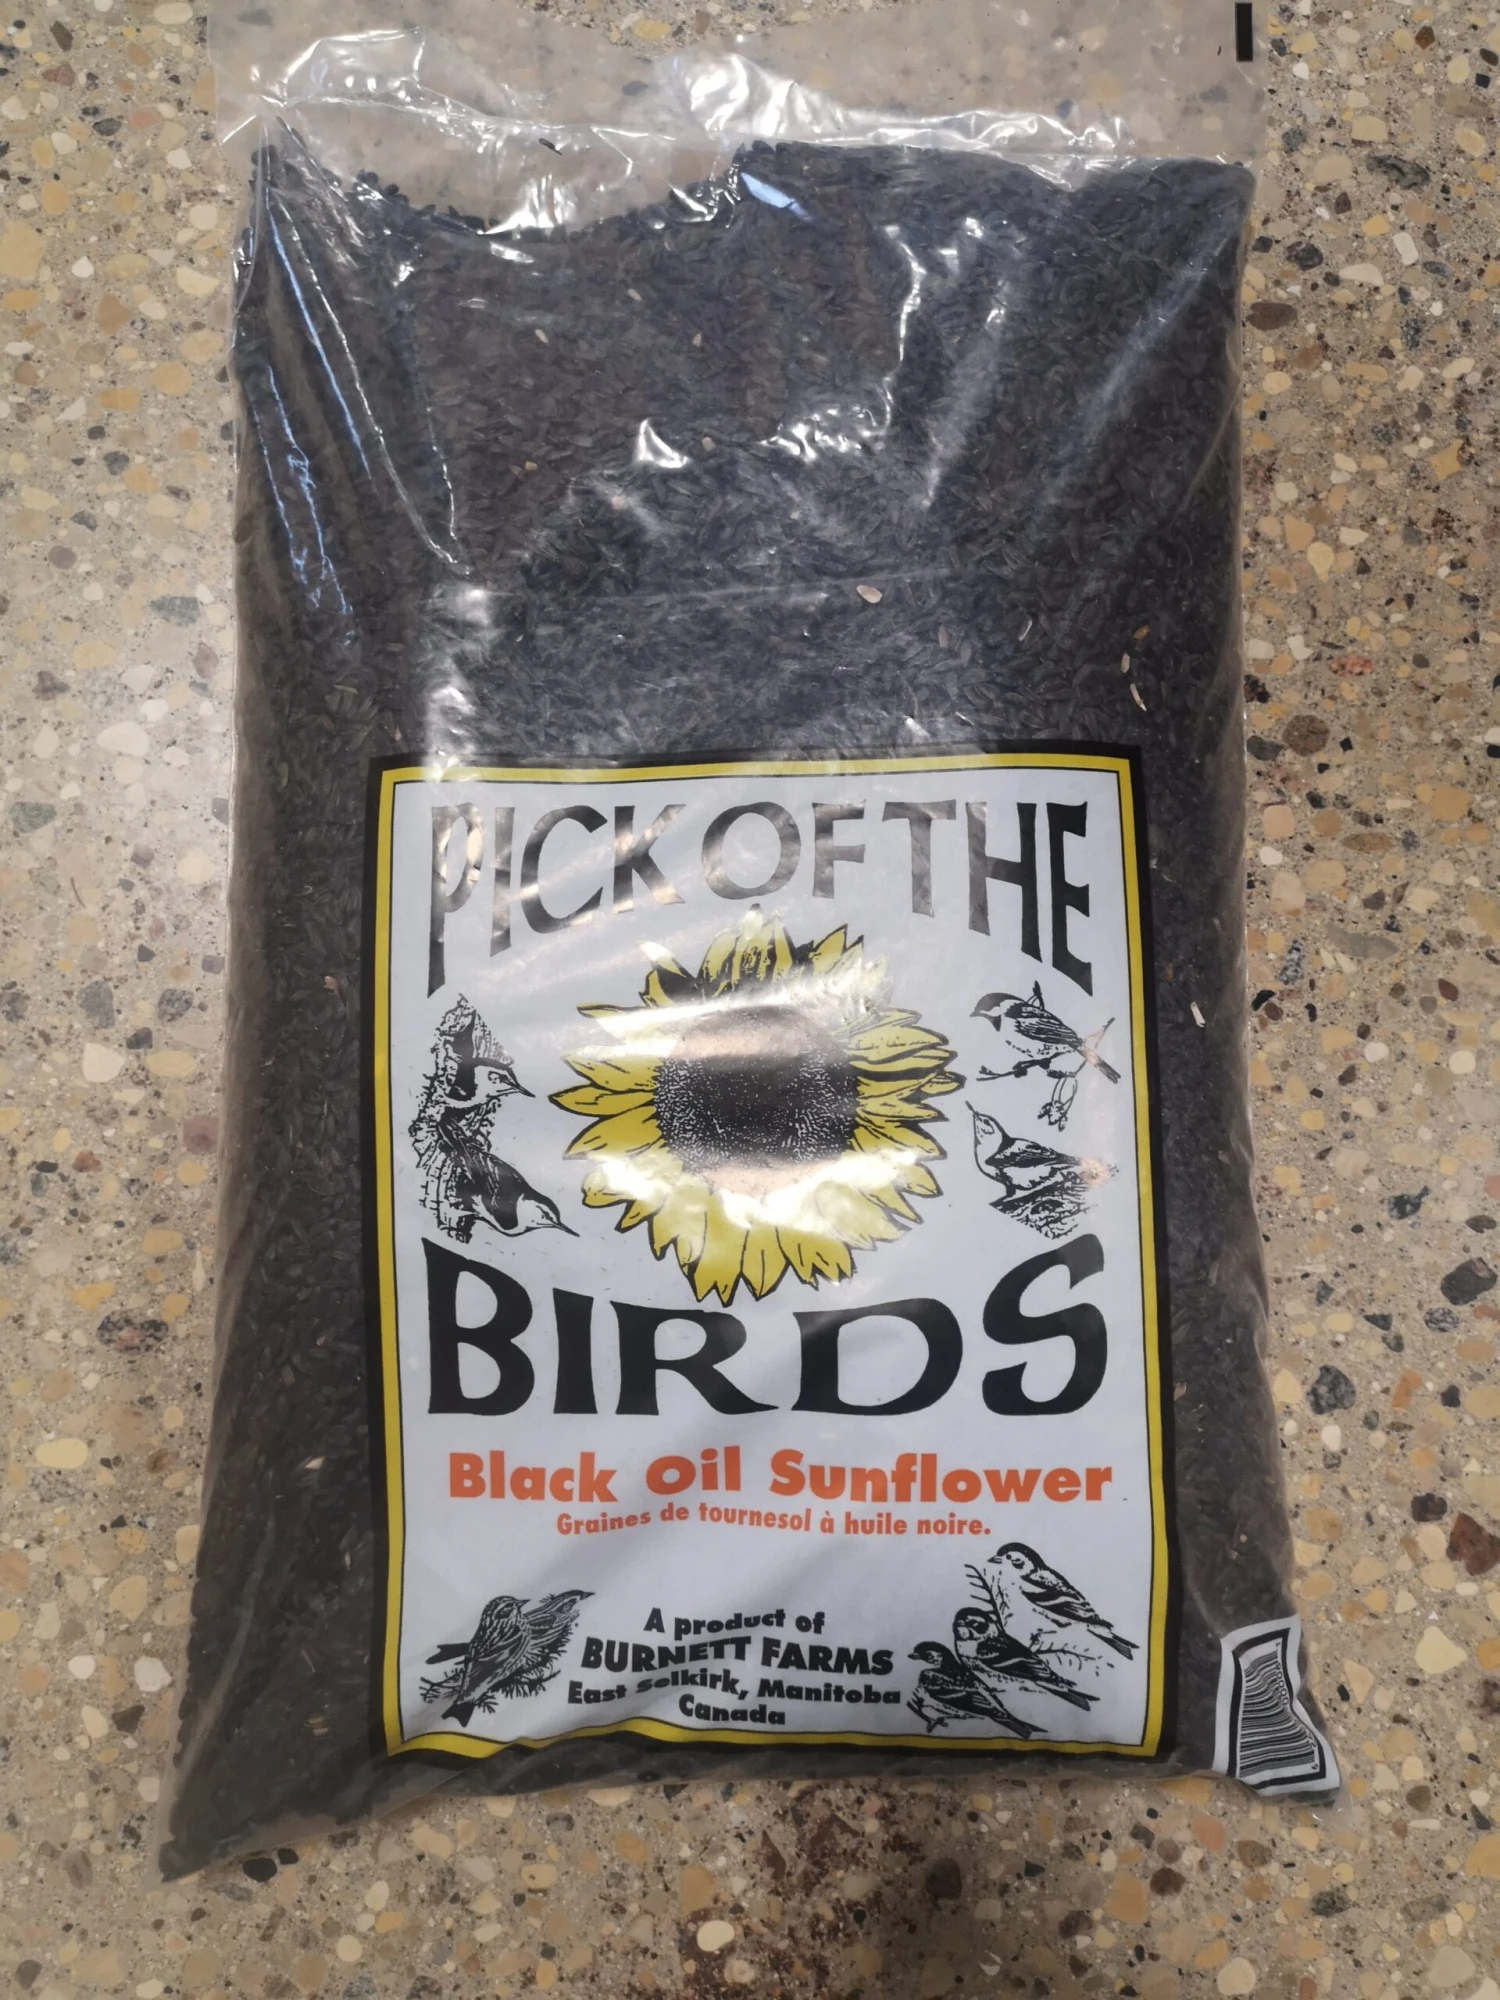 PICK OF THE
BIRDS
Black Oil Sunflower
Graines de tournesol à huile noire.
A product of
BURNETT FARMS
East Selkirk, Manitoba
Canada